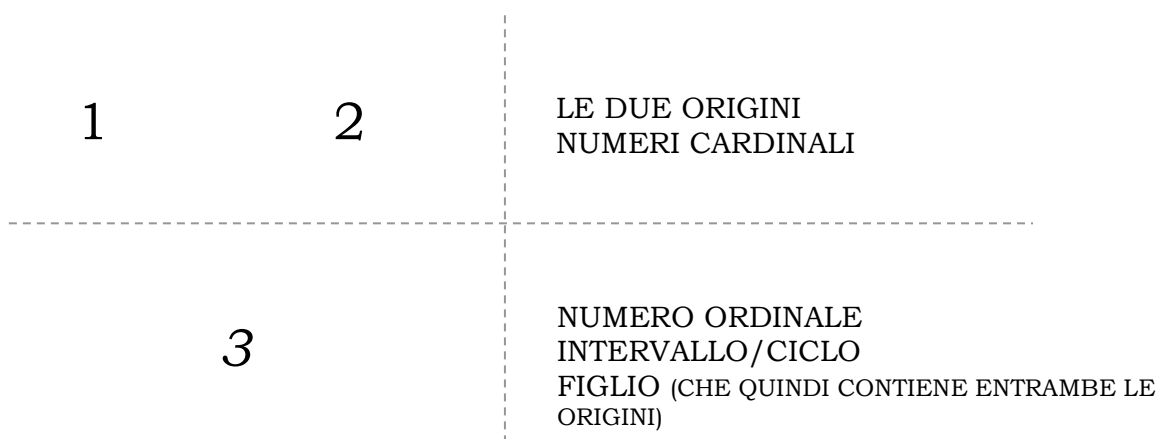 1 2
LE DUE ORIGINI
NUMERI CARDINALI
3
NUMERO ORDINALE
INTERVALLO/CICLO
FIGLIO (CHE QUINDI CONTIENE ENTRAMBE LE
ORIGINI)